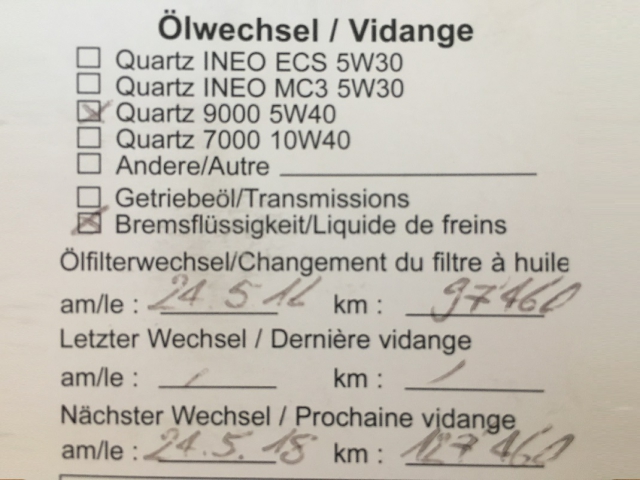 Ölwechsel / Vidange
Quartz INEO ECS 5W30
Quartz INEO MC3 5W30
Quartz 9000 5W40
Quartz 7000 10W40
Andere/Autre
Getriebeöl/Transmissions
Bremsflüssigkeit/Liquide de freins
Ölfilterwechsel/Changement du filtre à huile
am/le : 24.5.16 km : 97460
Letzter Wechsel / Dernière vidange
am/le : / km : /
Nächster Wechsel / Prochaine vidange
am/le : 24.5.18 km : 127460